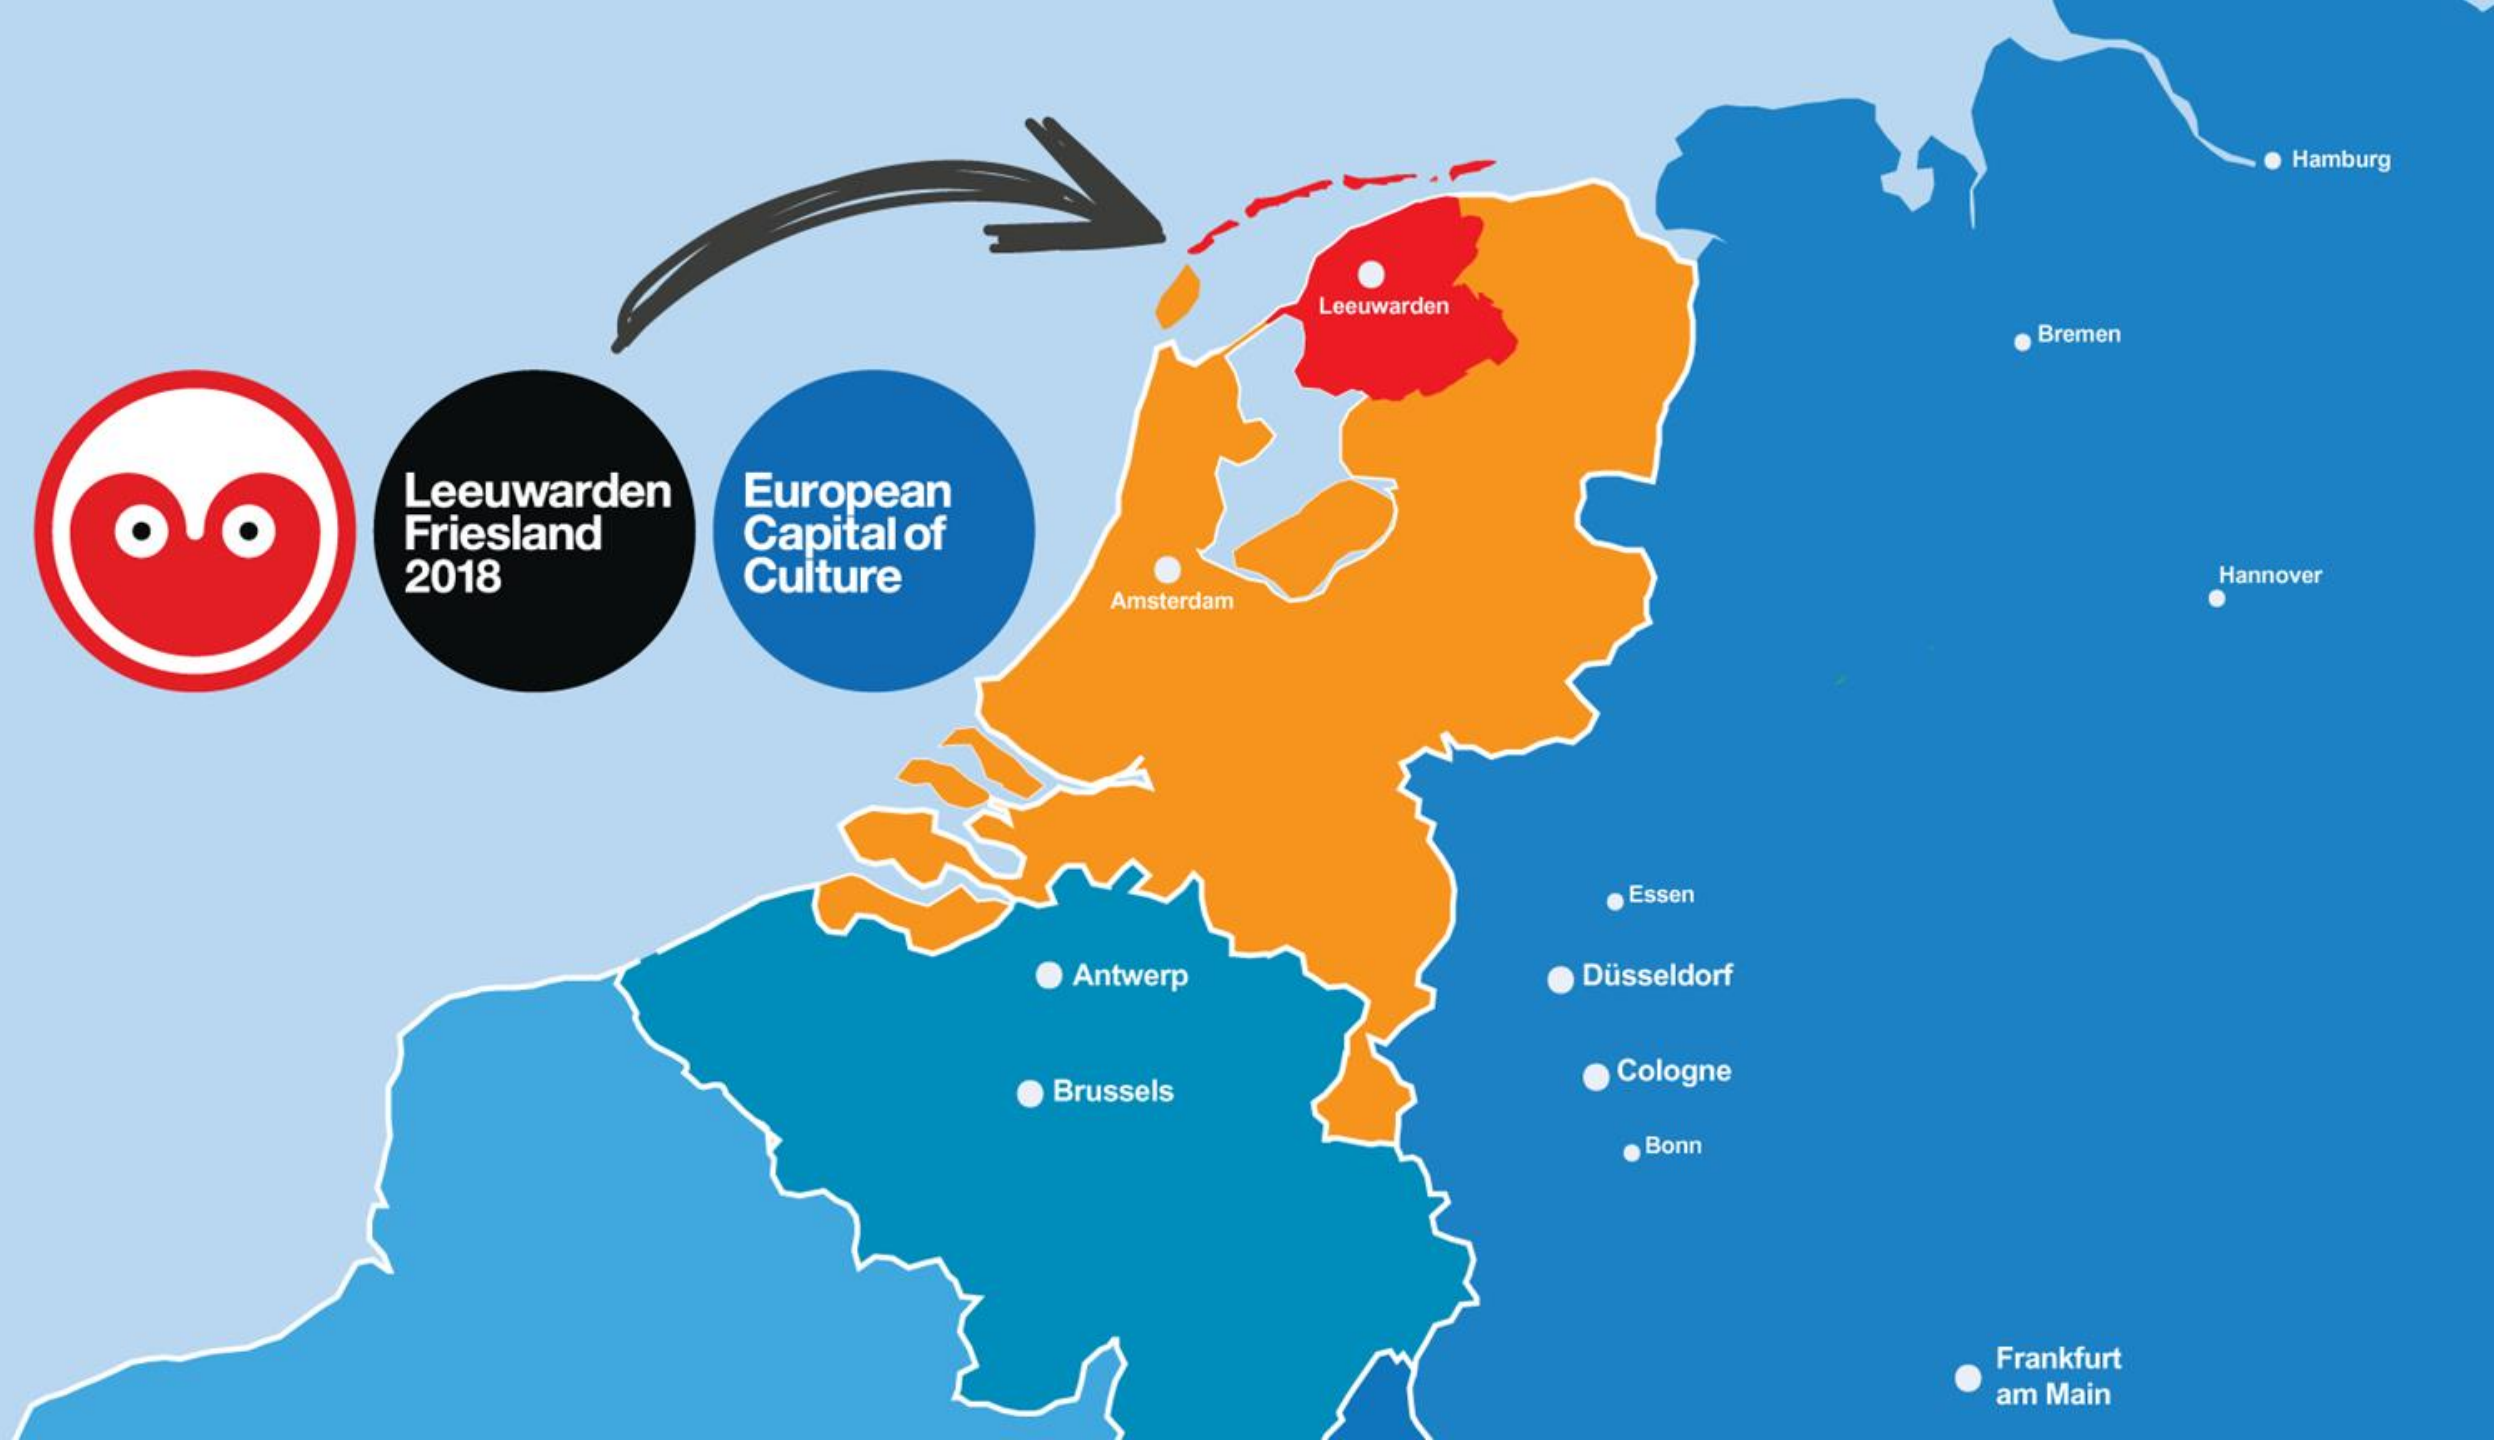 Hamburg
Leeuwarden
Bremen
Leeuwarden
Friesland
2018
European
Capital of
Culture
Hannover
Amsterdam
Essen
Antwerp
Düsseldorf
Cologne
Brussels
Bonn
Frankfurt
am Main